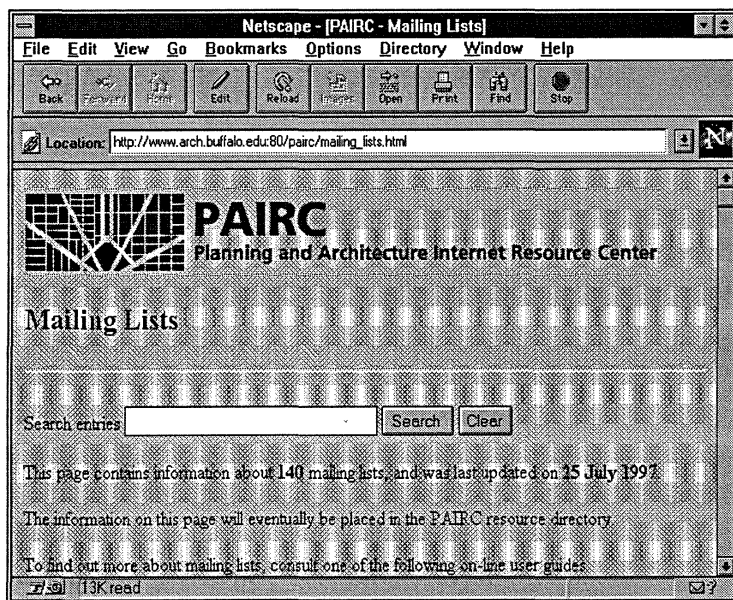 Netscape - [PAIRC - Mailing Lists]
File Edit View Go Bookmarks Options Directory Window Help
Back Forward Home Edit Reload Images Open Print Find Stop
Location: http://www.arch.buffalo.edu:80/pairc/mailing_lists.html
N
PAIRC
Planning and Architecture Internet Resource Center
Mailing Lists
Search entries Search Clear
This page contains information about 140 mailing lists, and was last updated on 25 July 1997
The information on this page will eventually be placed in the PAIRC resource directory.
To find out more about mailing lists, consult one of the following on-line user guides
13K read
?